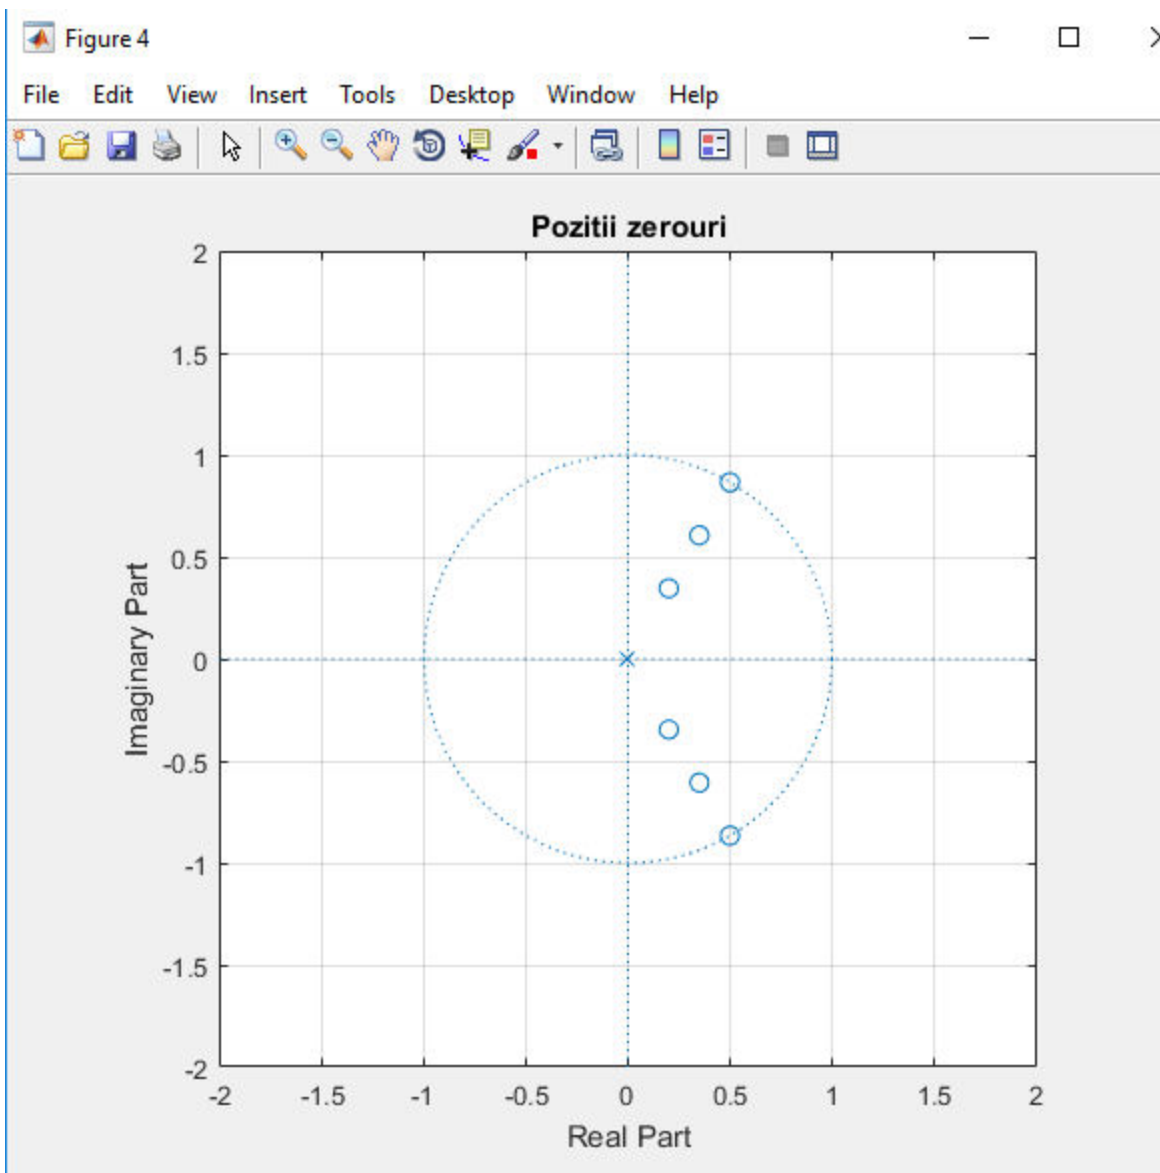 Figure 4
File Edit View Insert Tools Desktop Window Help
Pozitii zerouri
2
1.5
1
0.5
0
-0.5
-1
-1.5
-2
Imaginary Part
-2 -1.5 -1 -0.5 0 0.5 1 1.5 2
Real Part